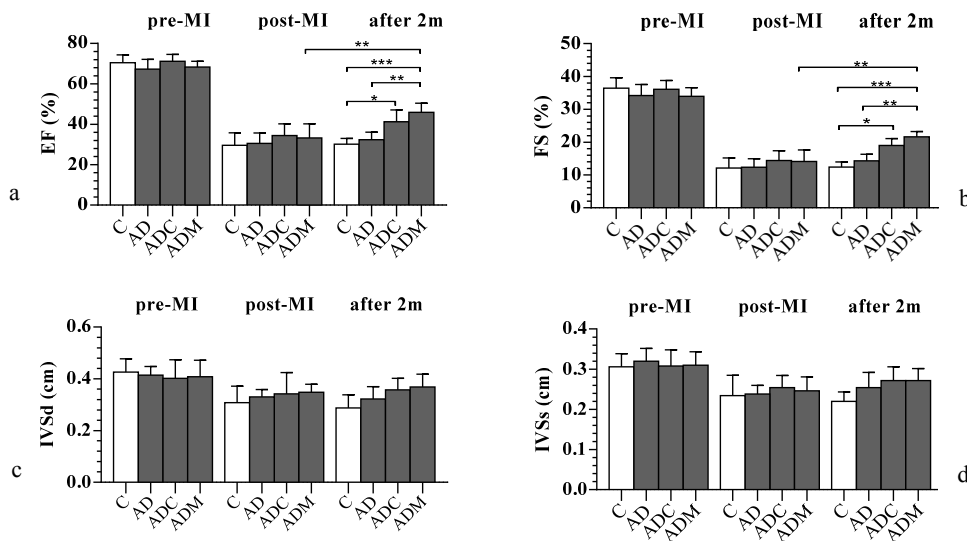 pre-MI post-MI after 2m
**
***
**
*
80
60
40
20
0
EF (%)
C AD ADC ADM C AD ADC ADM C AD ADC ADM
a
pre-MI post-MI after 2m
**
***
**
*
50
40
30
20
10
0
FS (%)
C AD ADC ADM C AD ADC ADM C AD ADC ADM
b
pre-MI post-MI after 2m
0.6
0.4
0.2
0.0
IVSd (cm)
C AD ADC ADM C AD ADC ADM C AD ADC ADM
c
pre-MI post-MI after 2m
0.4
0.3
0.2
0.1
0.0
IVSs (cm)
C AD ADC ADM C AD ADC ADM C AD ADC ADM
d